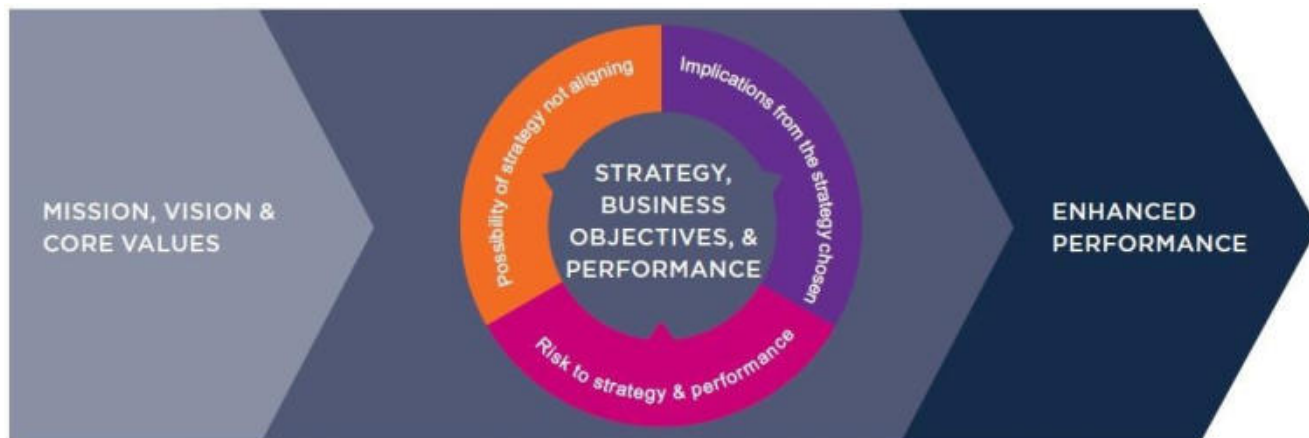 MISSION, VISION &
CORE VALUES
Possibility of strategy not aligning
Implications from the strategy chosen
STRATEGY,
BUSINESS
OBJECTIVES, &
PERFORMANCE
Risk to strategy & performance
ENHANCED
PERFORMANCE